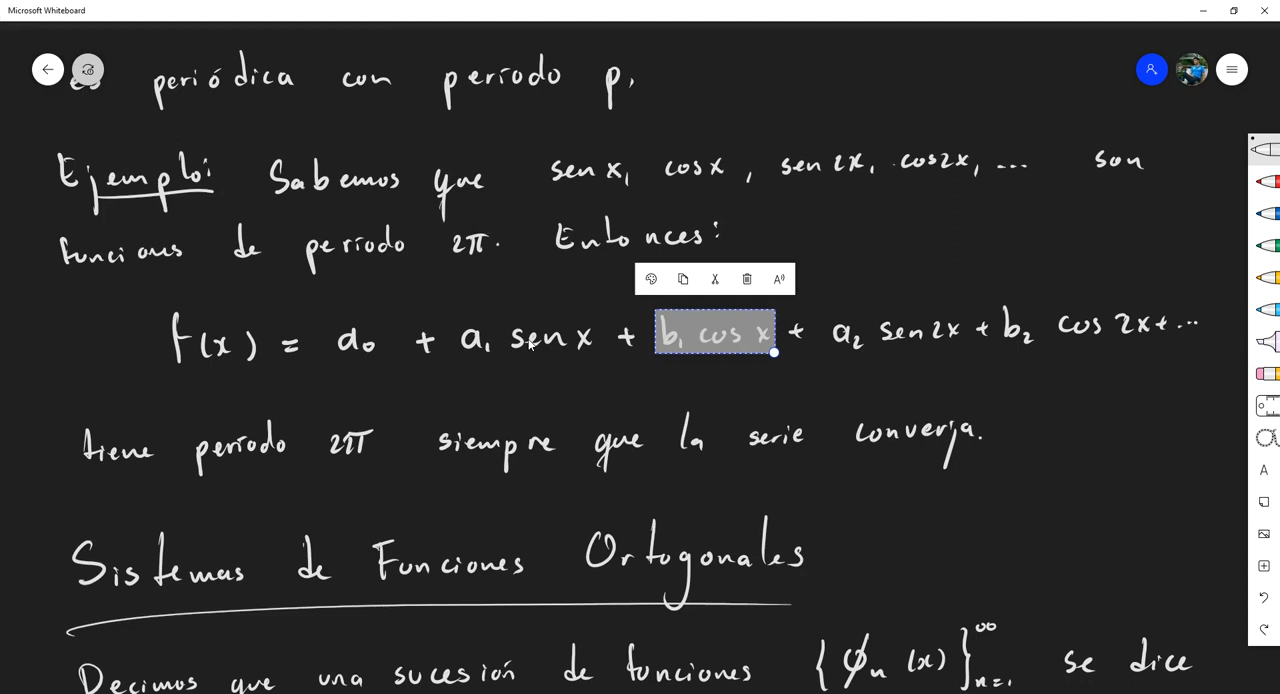 Microsoft Whiteboard
es periódica con período p,
Ejemplo: Sabemos que sen x, cos x, sen 2x, cos 2x, ... son
funciones de período 2π. Entonces:
f(x) = a₀ + a₁ sen x + b₁ cos x + a₂ sen 2x + b₂ cos 2x + ...
tiene período 2π siempre que la serie converja.
Sistemas de Funciones Ortogonales
Decimos que una sucesión de funciones {φₙ(x)}ₙ₌₁^∞ se dice